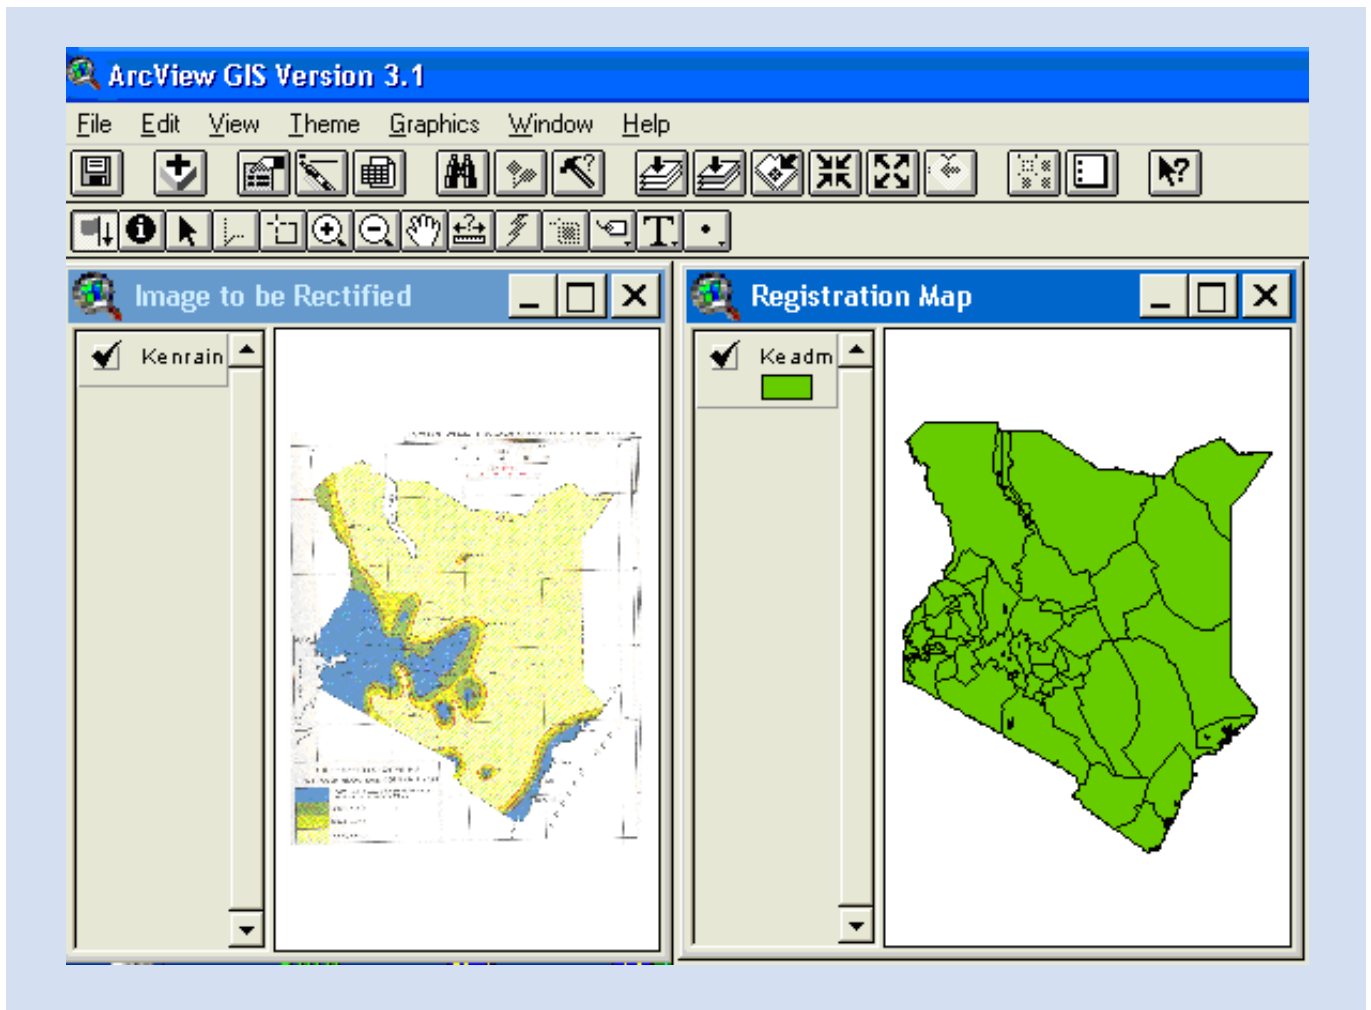 ArcView GIS Version 3.1
File Edit View Theme Graphics Window Help
Image to be Rectified
Kenrain
Registration Map
Keadm